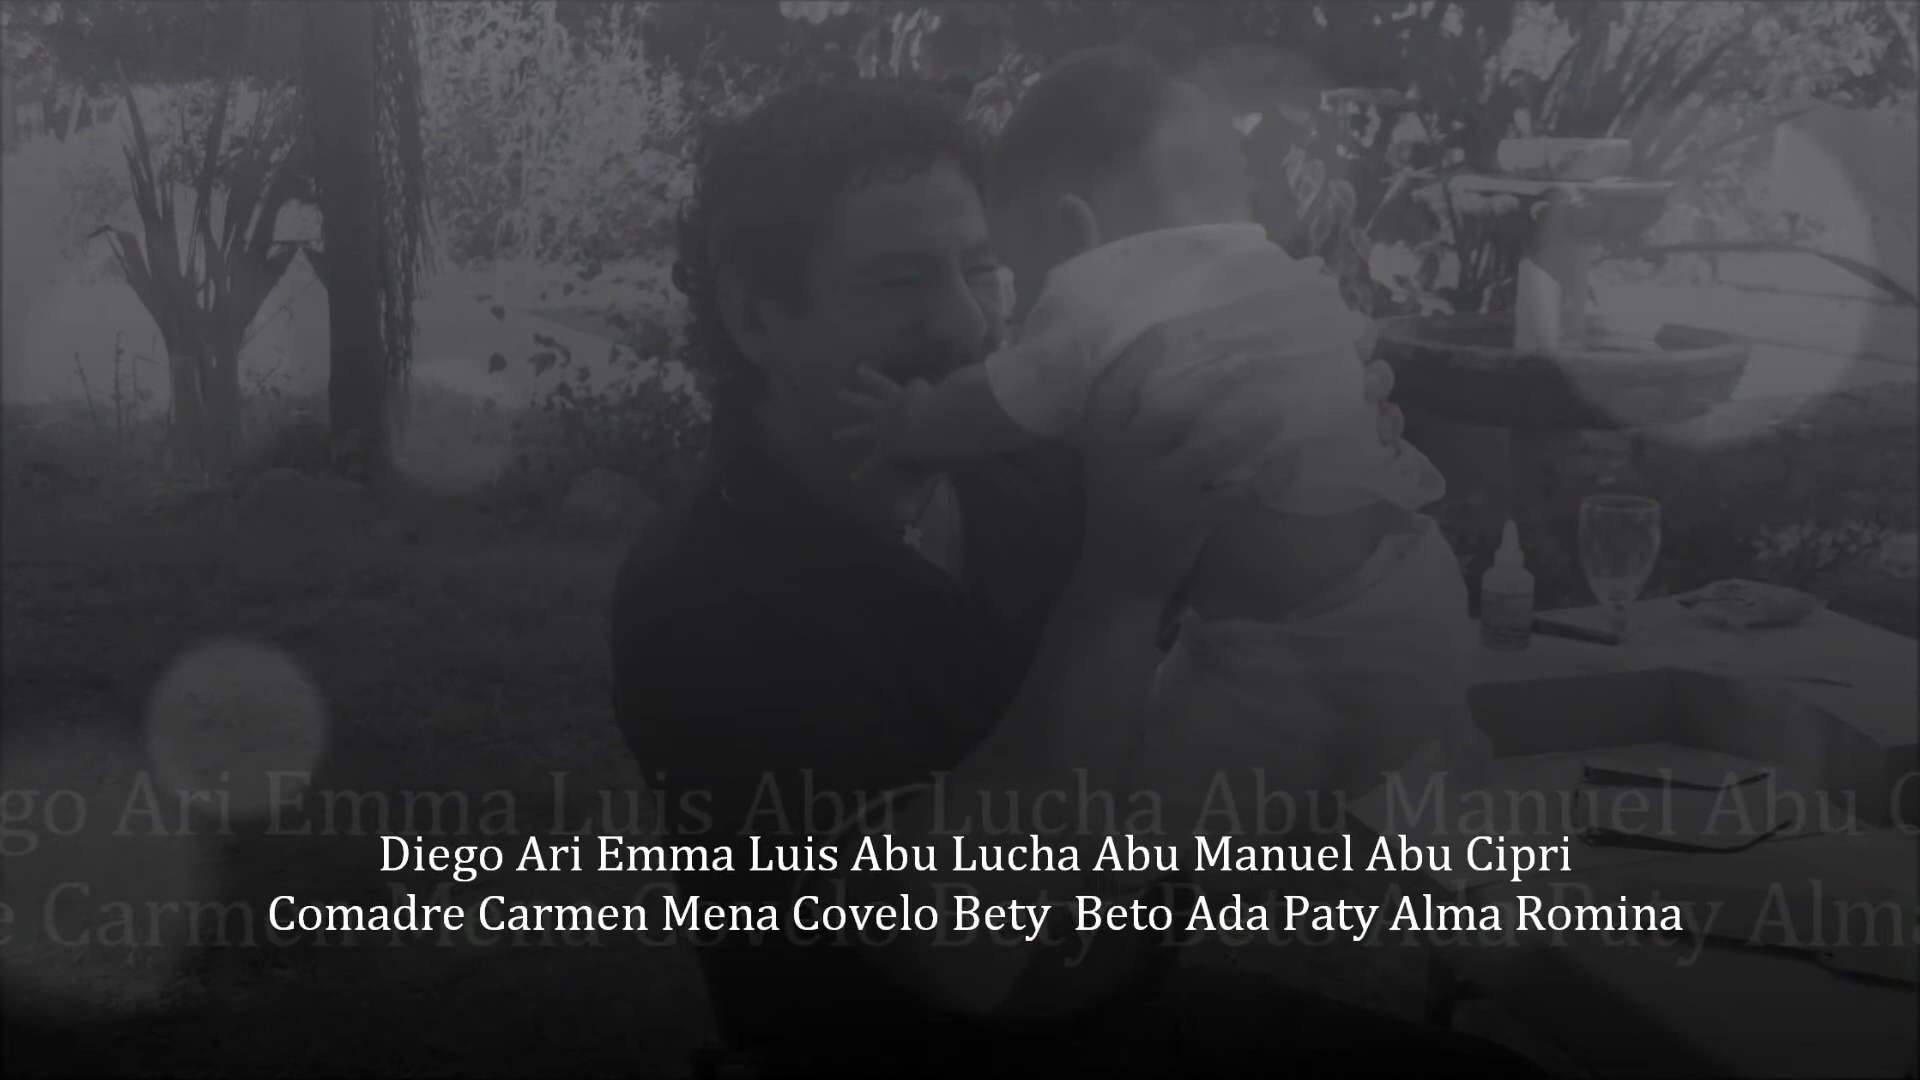 Diego Ari Emma Luis Abu Lucha Abu Manuel Abu Cipri
Comadre Carmen Mena Covelo Bety  Beto Ada Paty Alma Romina